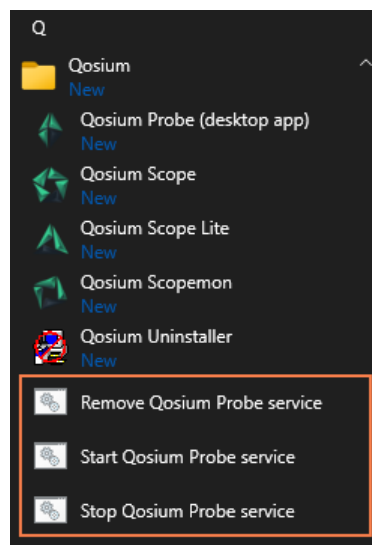 Q
Qosium
New
Qosium Probe (desktop app)
New
Qosium Scope
New
Qosium Scope Lite
New
Qosium Scopemon
New
Qosium Uninstaller
New
Remove Qosium Probe service
Start Qosium Probe service
Stop Qosium Probe service